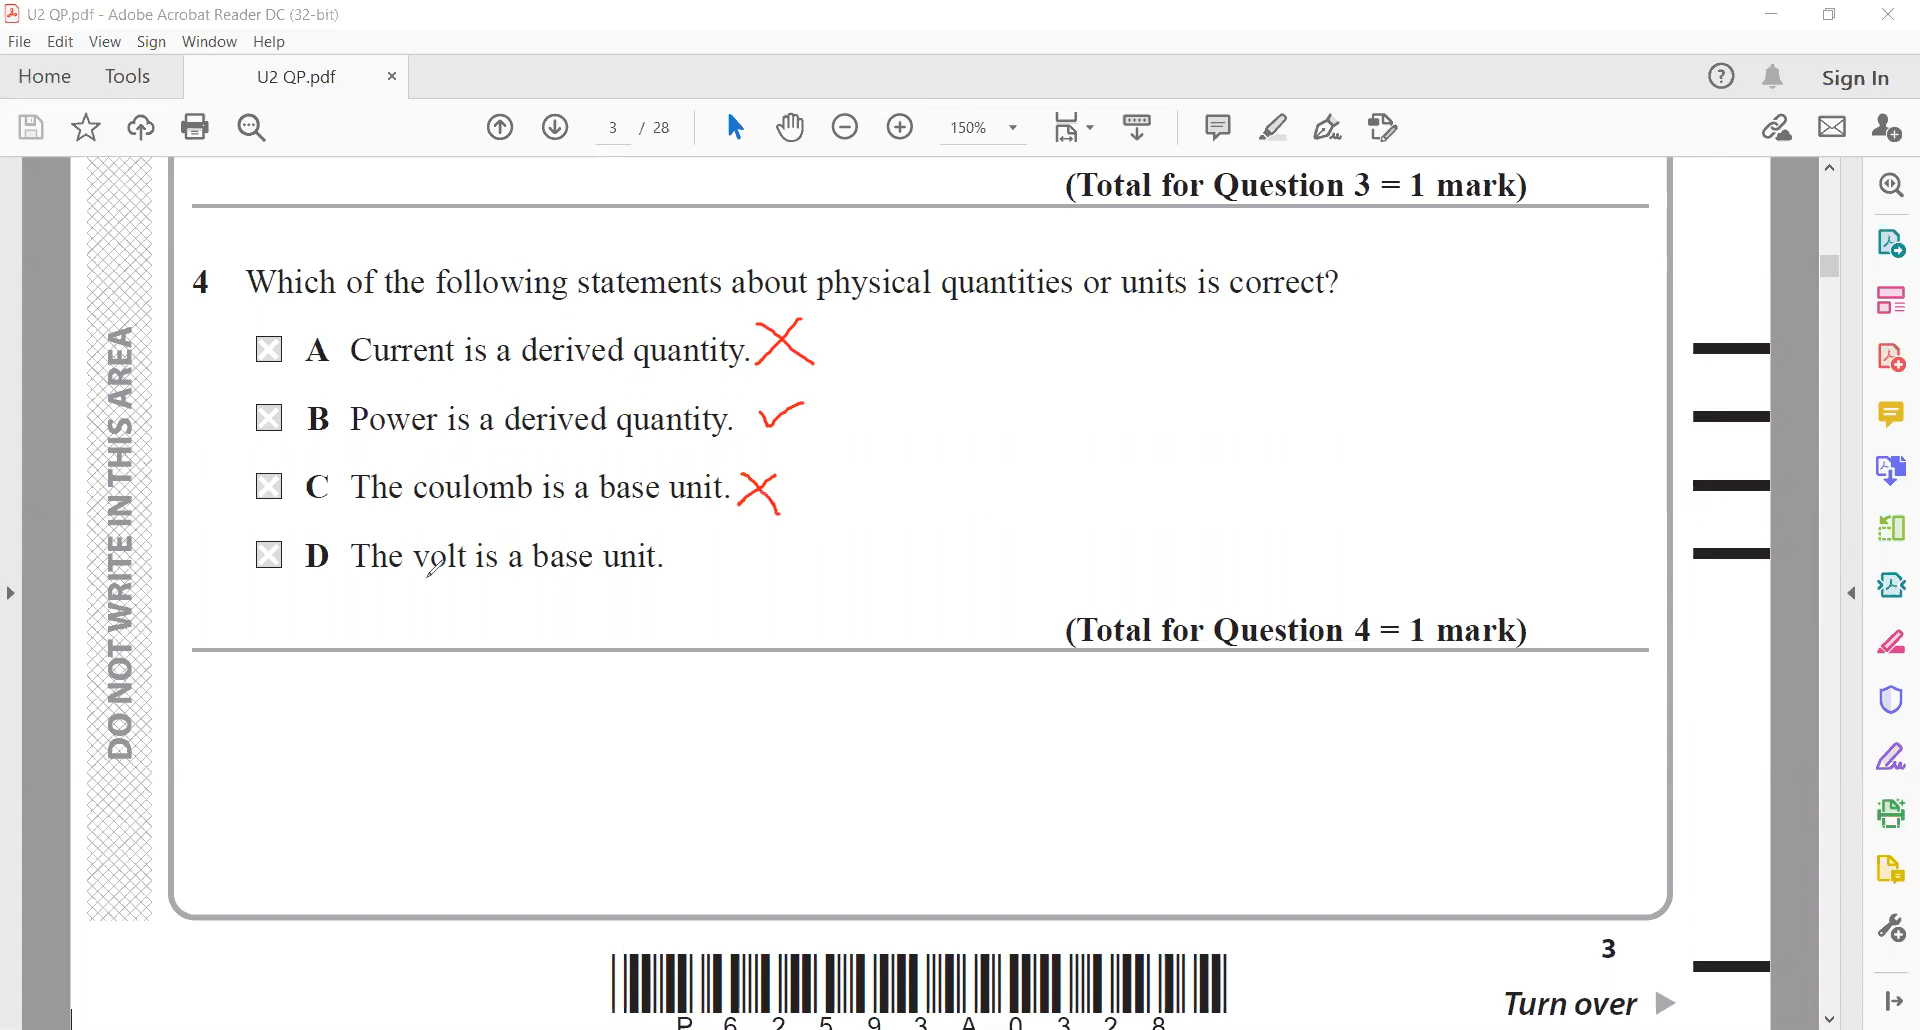 U2 QP.pdf - Adobe Acrobat Reader DC (32-bit)
File Edit View Sign Window Help
Home Tools U2 QP.pdf × Sign In
3 / 28 150%
(Total for Question 3 = 1 mark)
4 Which of the following statements about physical quantities or units is correct?
A Current is a derived quantity.
B Power is a derived quantity.
C The coulomb is a base unit.
D The volt is a base unit.
(Total for Question 4 = 1 mark)
DO NOT WRITE IN THIS AREA
3
P 6 2 5 9 3 A 0 3 2 8
Turn over